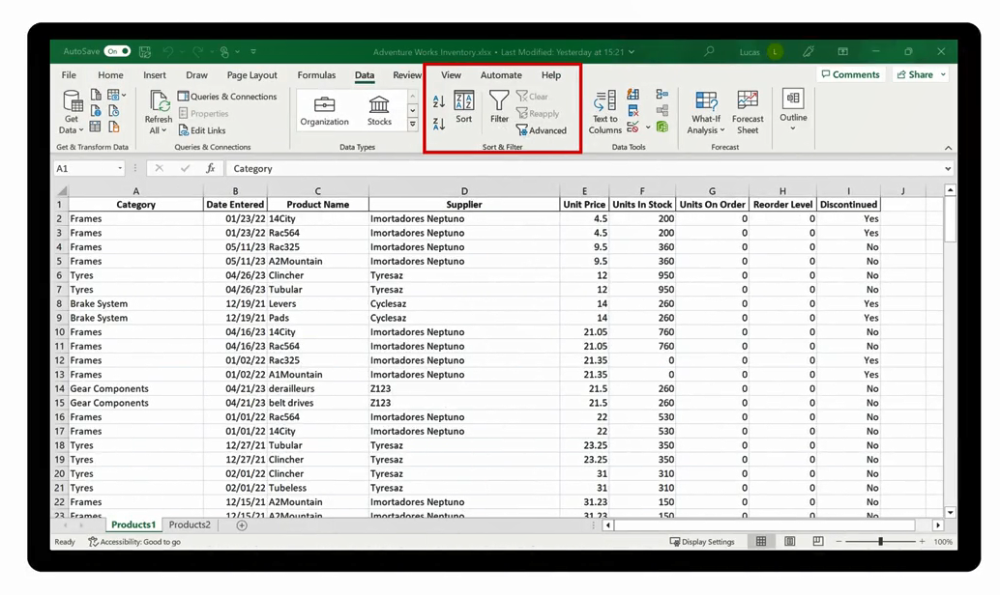 AutoSave On Adventure Works Inventory.xlsx • Last Modified: Yesterday at 15:21 Lucas L
File Home Insert Draw Page Layout Formulas Data Review View Automate Help Comments Share
Get Data
Refresh All
Queries & Connections
Properties
Edit Links
Organization Stocks
Sort
Filter
Clear
Reapply
Advanced
Text to Columns
What-If Analysis
Forecast Sheet
Outline
Get & Transform Data Queries & Connections Data Types Sort & Filter Data Tools Forecast
A1 fx Category
A B C D E F G H I J
1 Category Date Entered Product Name Supplier Unit Price Units In Stock Units On Order Reorder Level Discontinued
2 Frames 01/23/22 14City Imortadores Neptuno 4.5 200 0 0 Yes
3 Frames 01/23/22 Rac564 Imortadores Neptuno 4.5 200 0 0 Yes
4 Frames 05/11/23 Rac325 Imortadores Neptuno 9.5 360 0 0 No
5 Frames 05/11/23 A2Mountain Imortadores Neptuno 9.5 360 0 0 No
6 Tyres 04/26/23 Clincher Tyresaz 12 950 0 0 No
7 Tyres 04/26/23 Tubular Tyresaz 12 950 0 0 No
8 Brake System 12/19/21 Levers Cyclesaz 14 260 0 0 Yes
9 Brake System 12/19/21 Pads Cyclesaz 14 260 0 0 Yes
10 Frames 04/16/23 14City Imortadores Neptuno 21.05 760 0 0 No
11 Frames 04/16/23 Rac564 Imortadores Neptuno 21.05 760 0 0 No
12 Frames 01/02/22 Rac325 Imortadores Neptuno 21.35 0 0 0 Yes
13 Frames 01/02/22 A1Mountain Imortadores Neptuno 21.35 0 0 0 Yes
14 Gear Components 04/21/23 derailleurs Z123 21.5 260 0 0 No
15 Gear Components 04/21/23 belt drives Z123 21.5 260 0 0 No
16 Frames 01/01/22 Rac564 Imortadores Neptuno 22 530 0 0 No
17 Frames 01/01/22 14City Imortadores Neptuno 22 530 0 0 No
18 Tyres 12/27/21 Tubular Tyresaz 23.25 350 0 0 No
19 Tyres 12/27/21 Clincher Tyresaz 23.25 350 0 0 No
20 Tyres 02/01/22 Clincher Tyresaz 31 310 0 0 No
21 Tyres 02/01/22 Tubeless Tyresaz 31 310 0 0 No
22 Frames 12/15/21 A2Mountain Imortadores Neptuno 31.23 150 0 0 No
23 Frames 12/15/21 A2Mountain Imortadores Neptuno 31.23 150 0 0 No
Products1 Products2
Ready Accessibility: Good to go Display Settings 100%